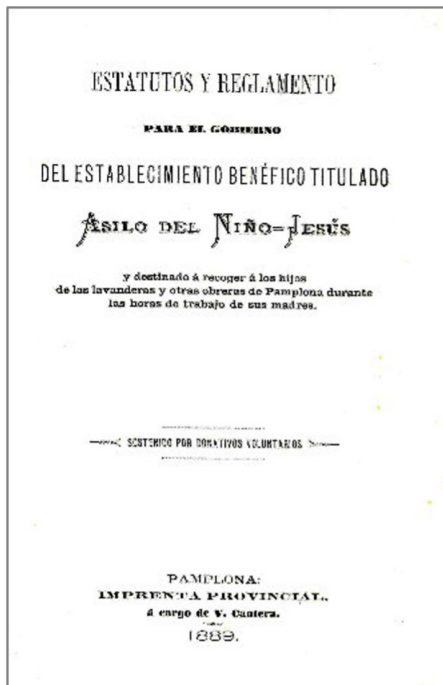 ESTATUTOS Y REGLAMENTO
PARA EL GOBIERNO
DEL ESTABLECIMIENTO BENÉFICO TITULADO
ASILO DEL NIÑO=JESÚS
y destinado á recoger á los hijos
de las lavanderas y otras obreras de Pamplona durante
las horas de trabajo de sus madres.
SOSTENIDO POR DONATIVOS VOLUNTARIOS
PAMPLONA:
IMPRENTA PROVINCIAL,
á cargo de V. Cantera.
1889.